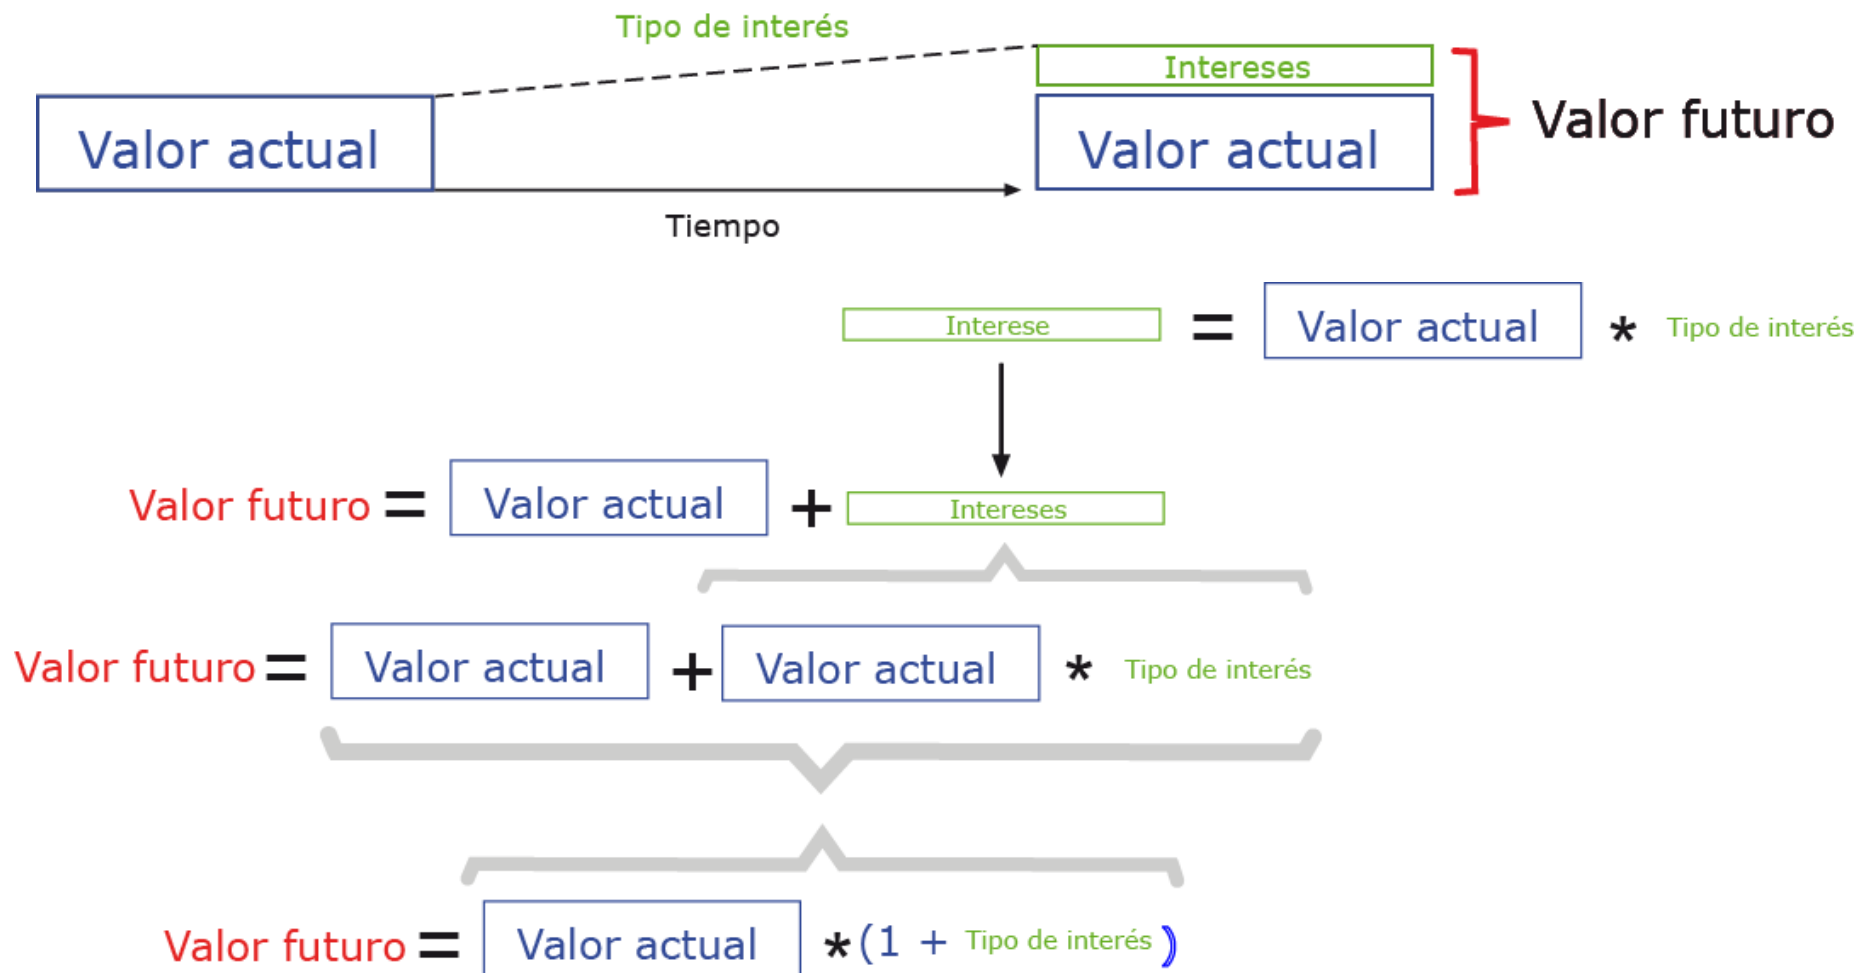 Tipo de interés
Intereses
Valor actual
Valor actual
Valor futuro
Tiempo
Interese = Valor actual * Tipo de interés
Valor futuro = Valor actual + Intereses
Valor futuro = Valor actual + Valor actual * Tipo de interés
Valor futuro = Valor actual * (1 + Tipo de interés )